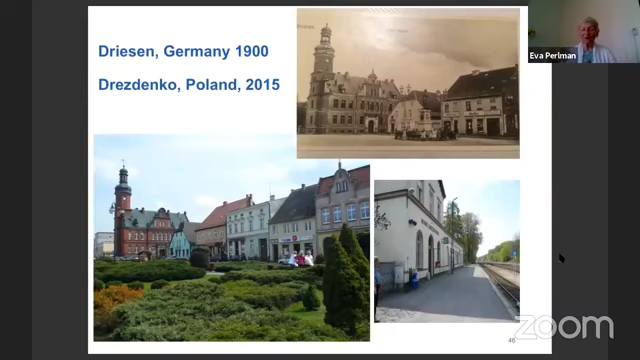 Driesen, Germany 1900
Drezdenko, Poland, 2015
Eva Perlman
46
zoom